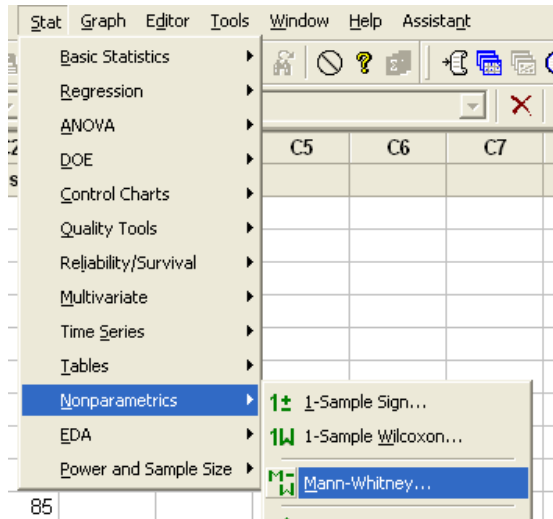 Stat Graph Editor Tools Window Help Assistant
Basic Statistics
Regression
ANOVA
C5 C6 C7
DOE
Control Charts
Quality Tools
Reliability/Survival
Multivariate
Time Series
Tables
Nonparametrics
1-Sample Sign...
EDA
1-Sample Wilcoxon...
Power and Sample Size
Mann-Whitney...
85